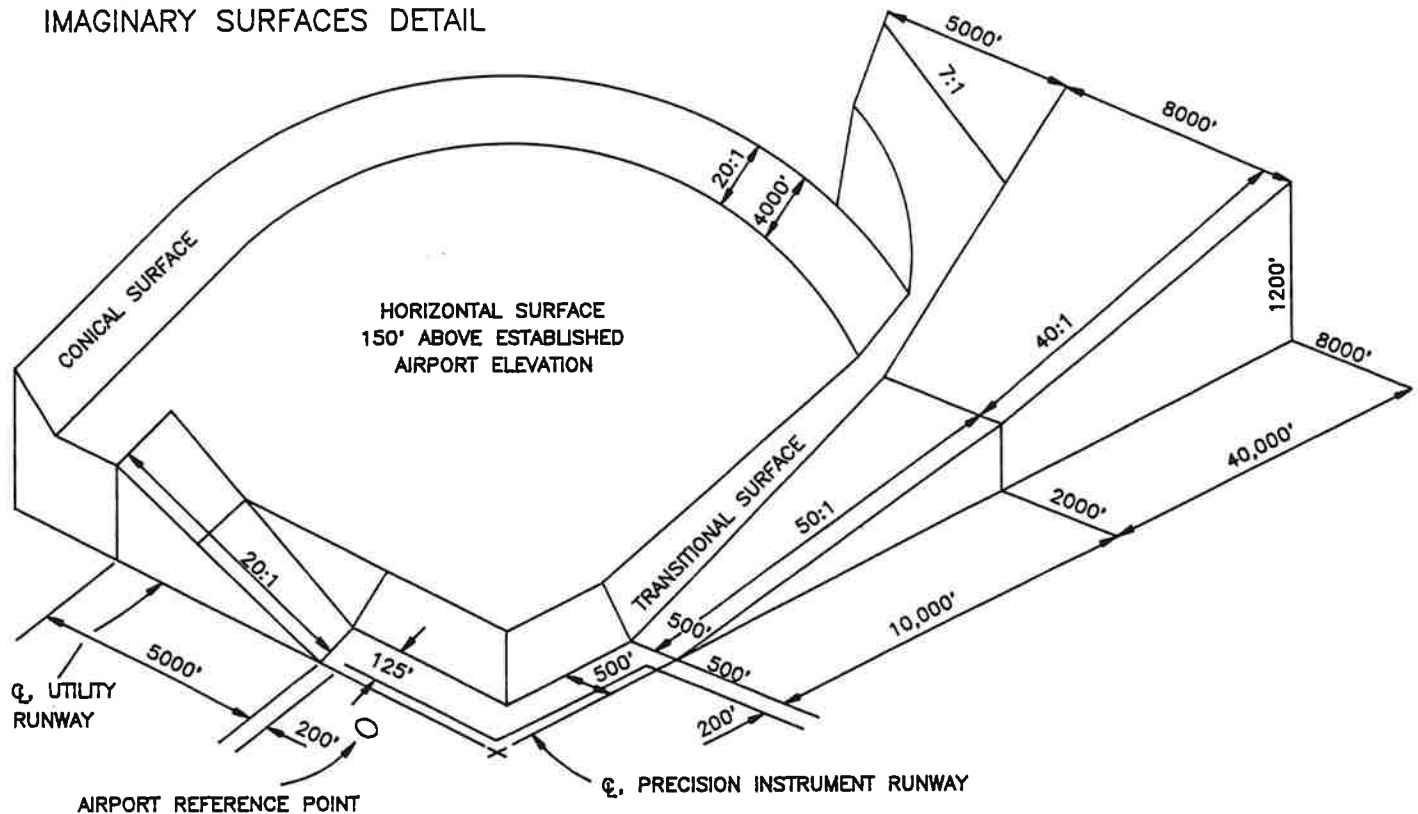 IMAGINARY SURFACES DETAIL
5000'
7:1
8000'
20:1
4000'
CONICAL SURFACE
HORIZONTAL SURFACE
150' ABOVE ESTABLISHED
AIRPORT ELEVATION
40:1
1200'
8000'
40,000'
TRANSITIONAL SURFACE
50:1
2000'
20:1
10,000'
500'
5000'
125'
500'
500'
℄, UTILITY
RUNWAY
200'
200'
℄, PRECISION INSTRUMENT RUNWAY
AIRPORT REFERENCE POINT